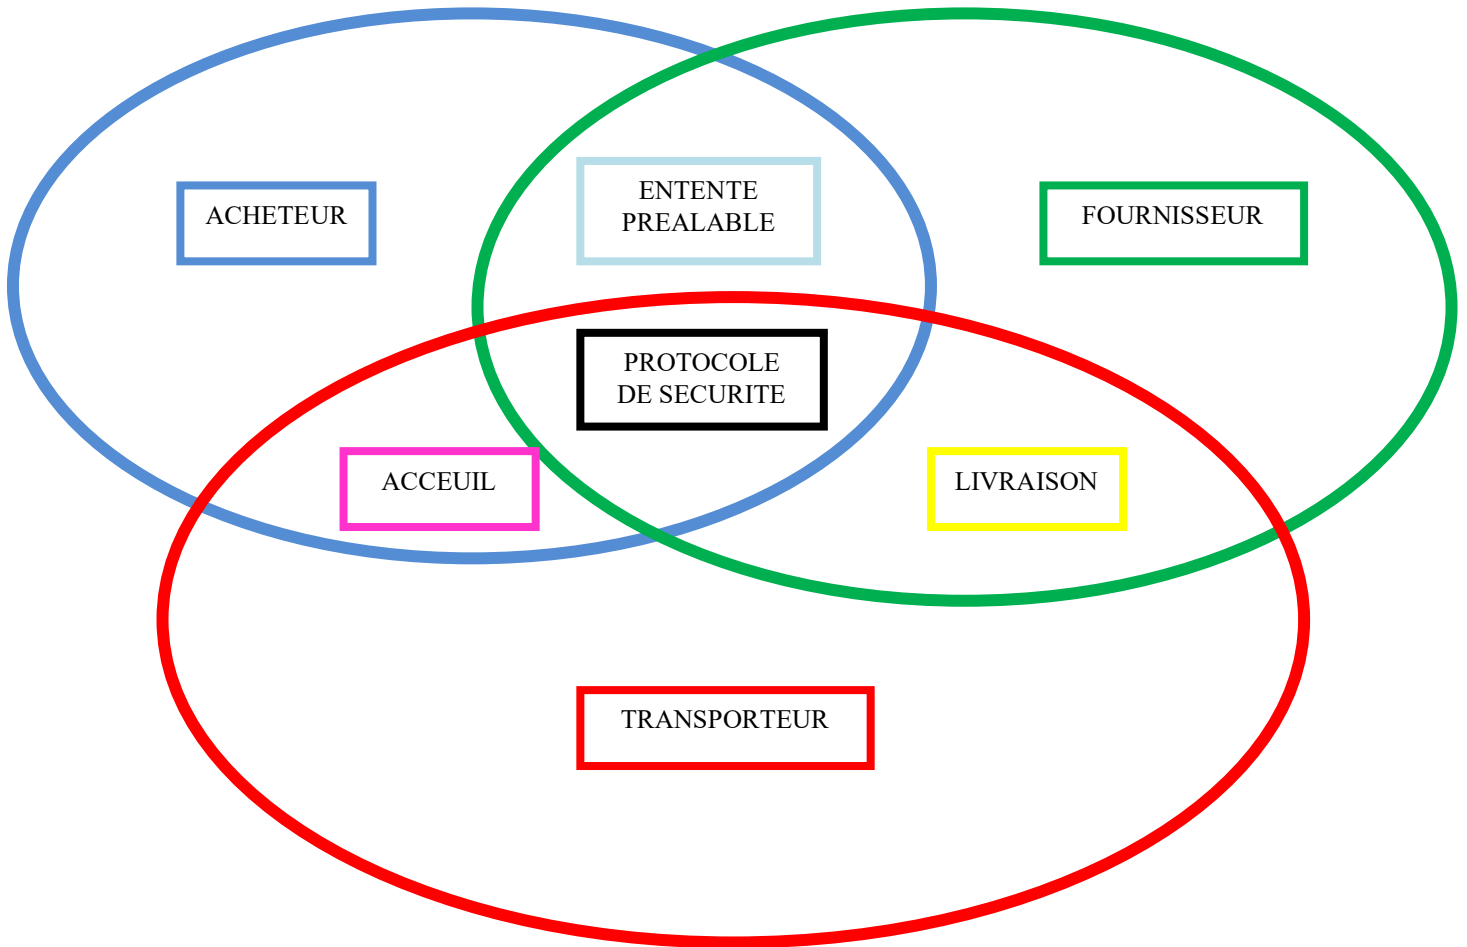 ACHETEUR
ENTENTE
PREALABLE
FOURNISSEUR
PROTOCOLE
DE SECURITE
ACCEUIL
LIVRAISON
TRANSPORTEUR